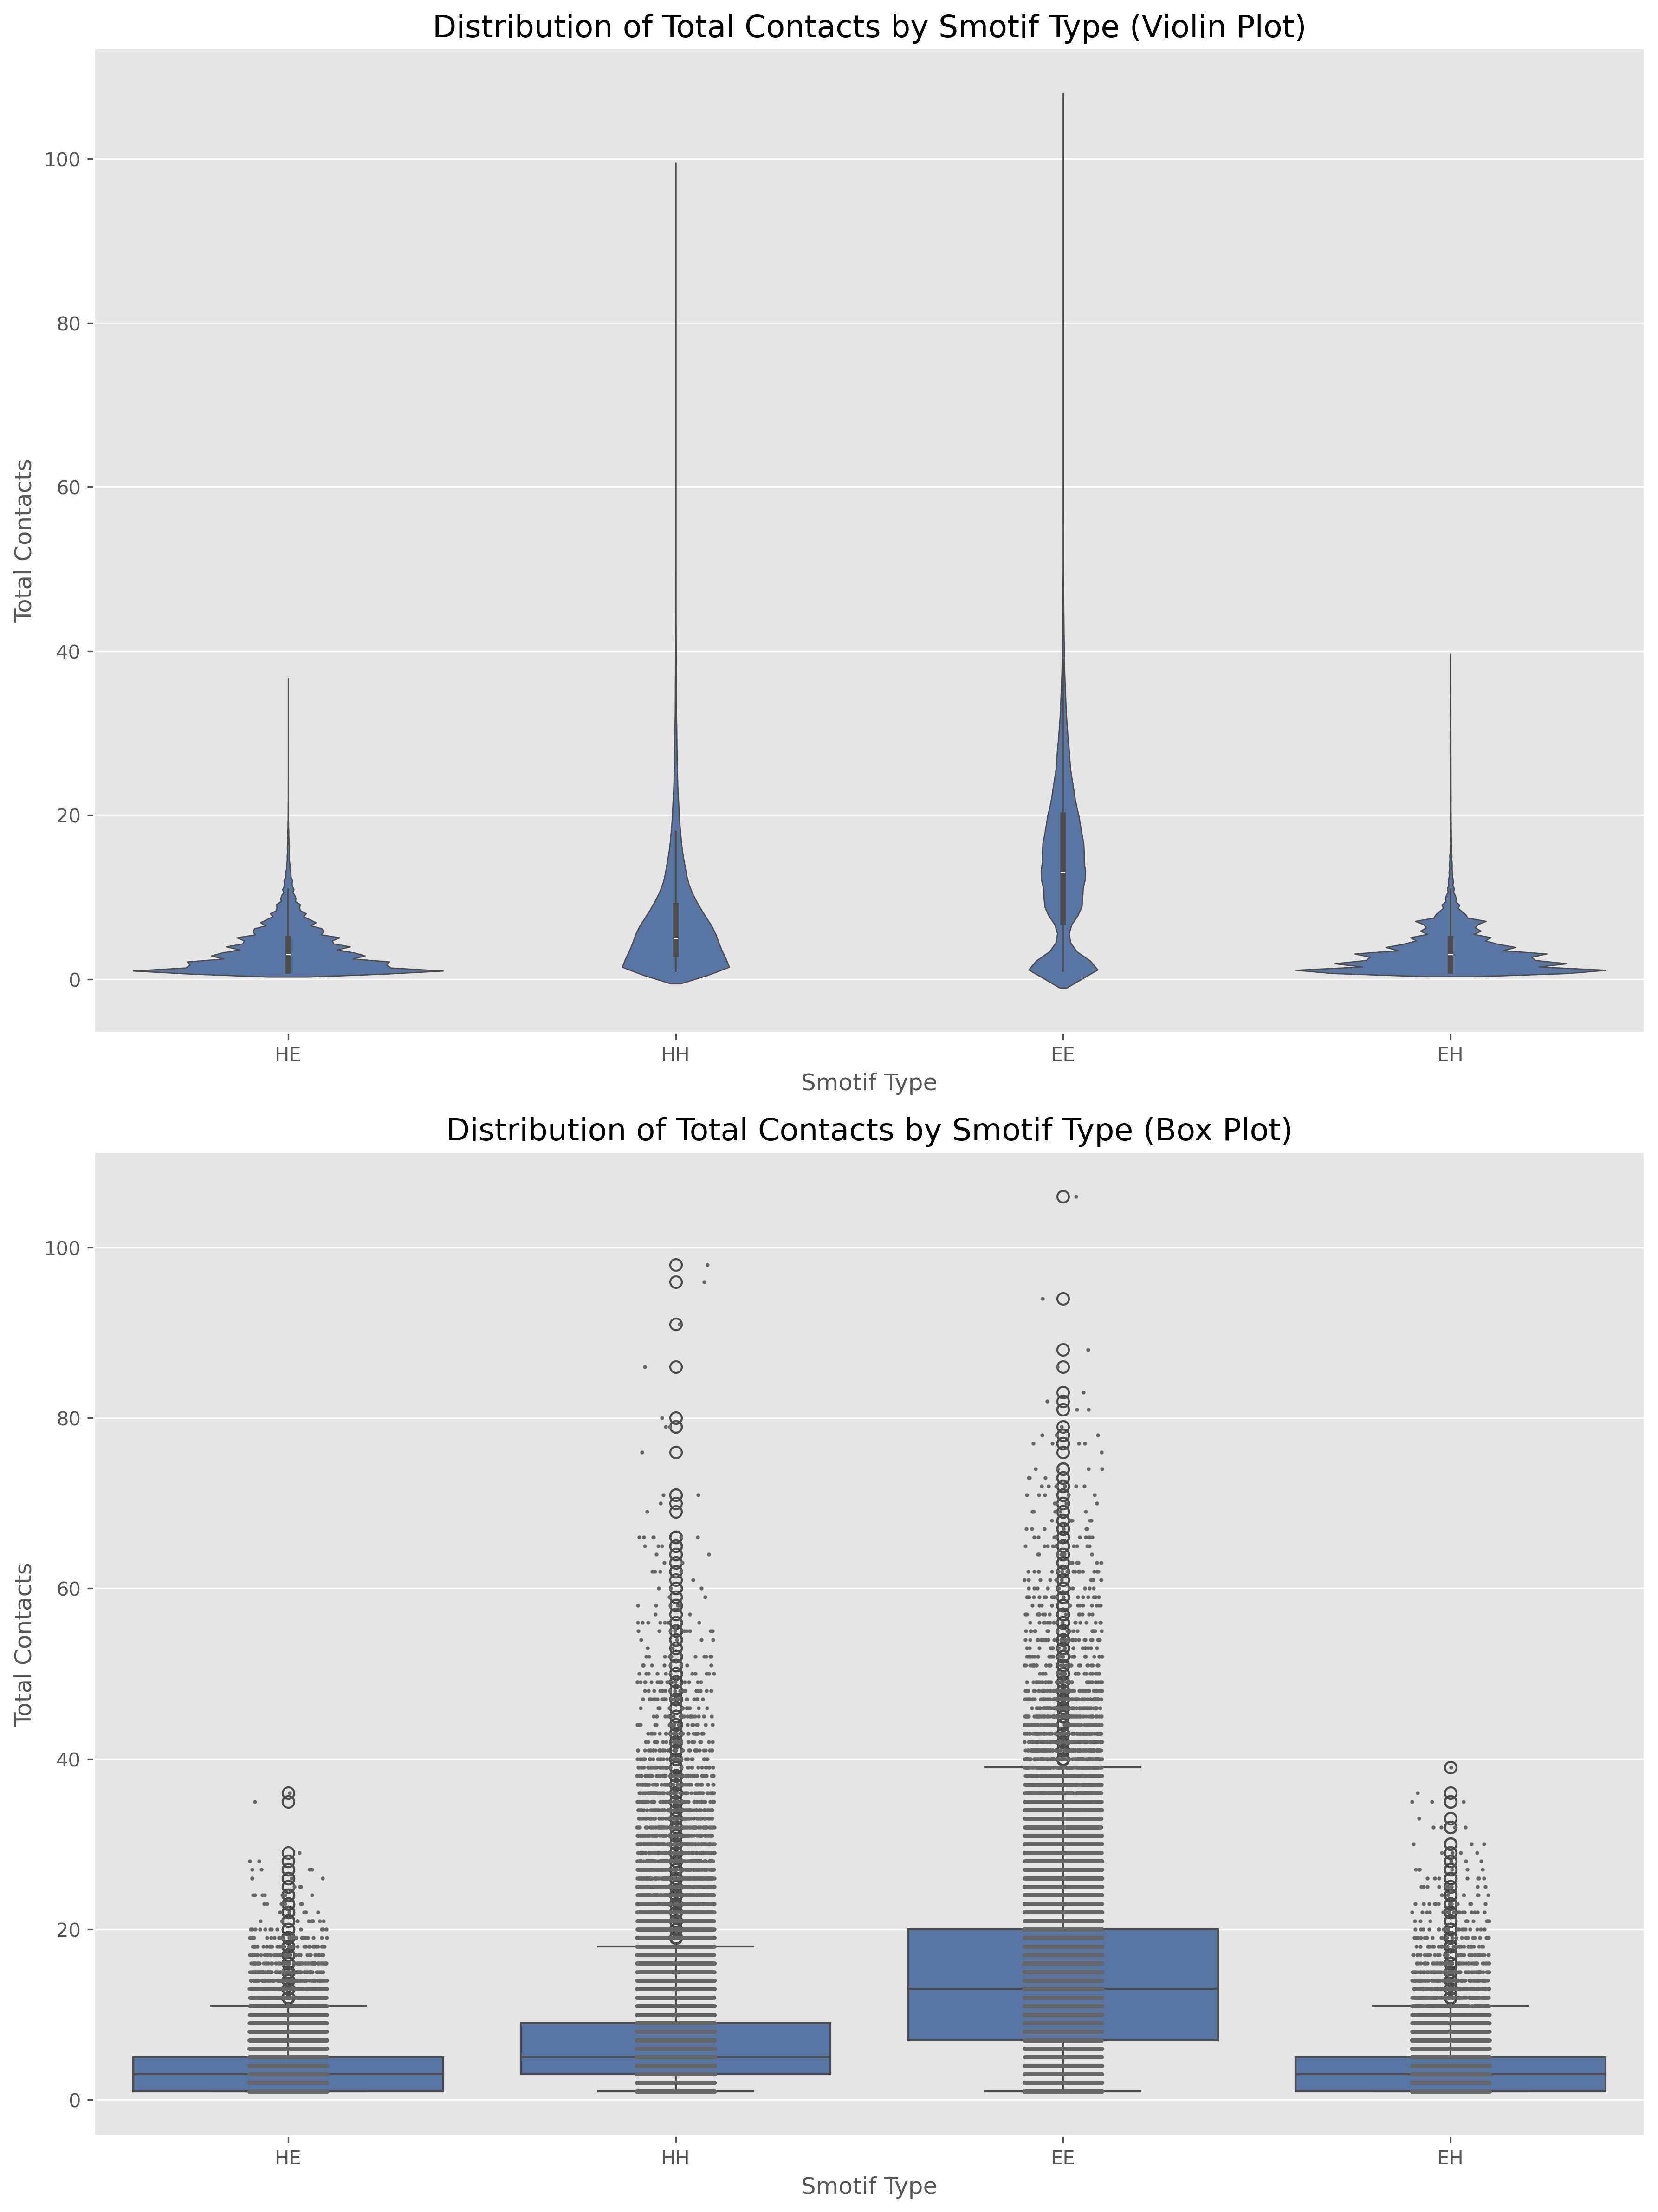 Distribution of Total Contacts by Smotif Type (Violin Plot)
100
80
60
40
20
0
Total Contacts
HE HH EE EH
Smotif Type
Distribution of Total Contacts by Smotif Type (Box Plot)
100
80
60
40
20
0
Total Contacts
HE HH EE EH
Smotif Type